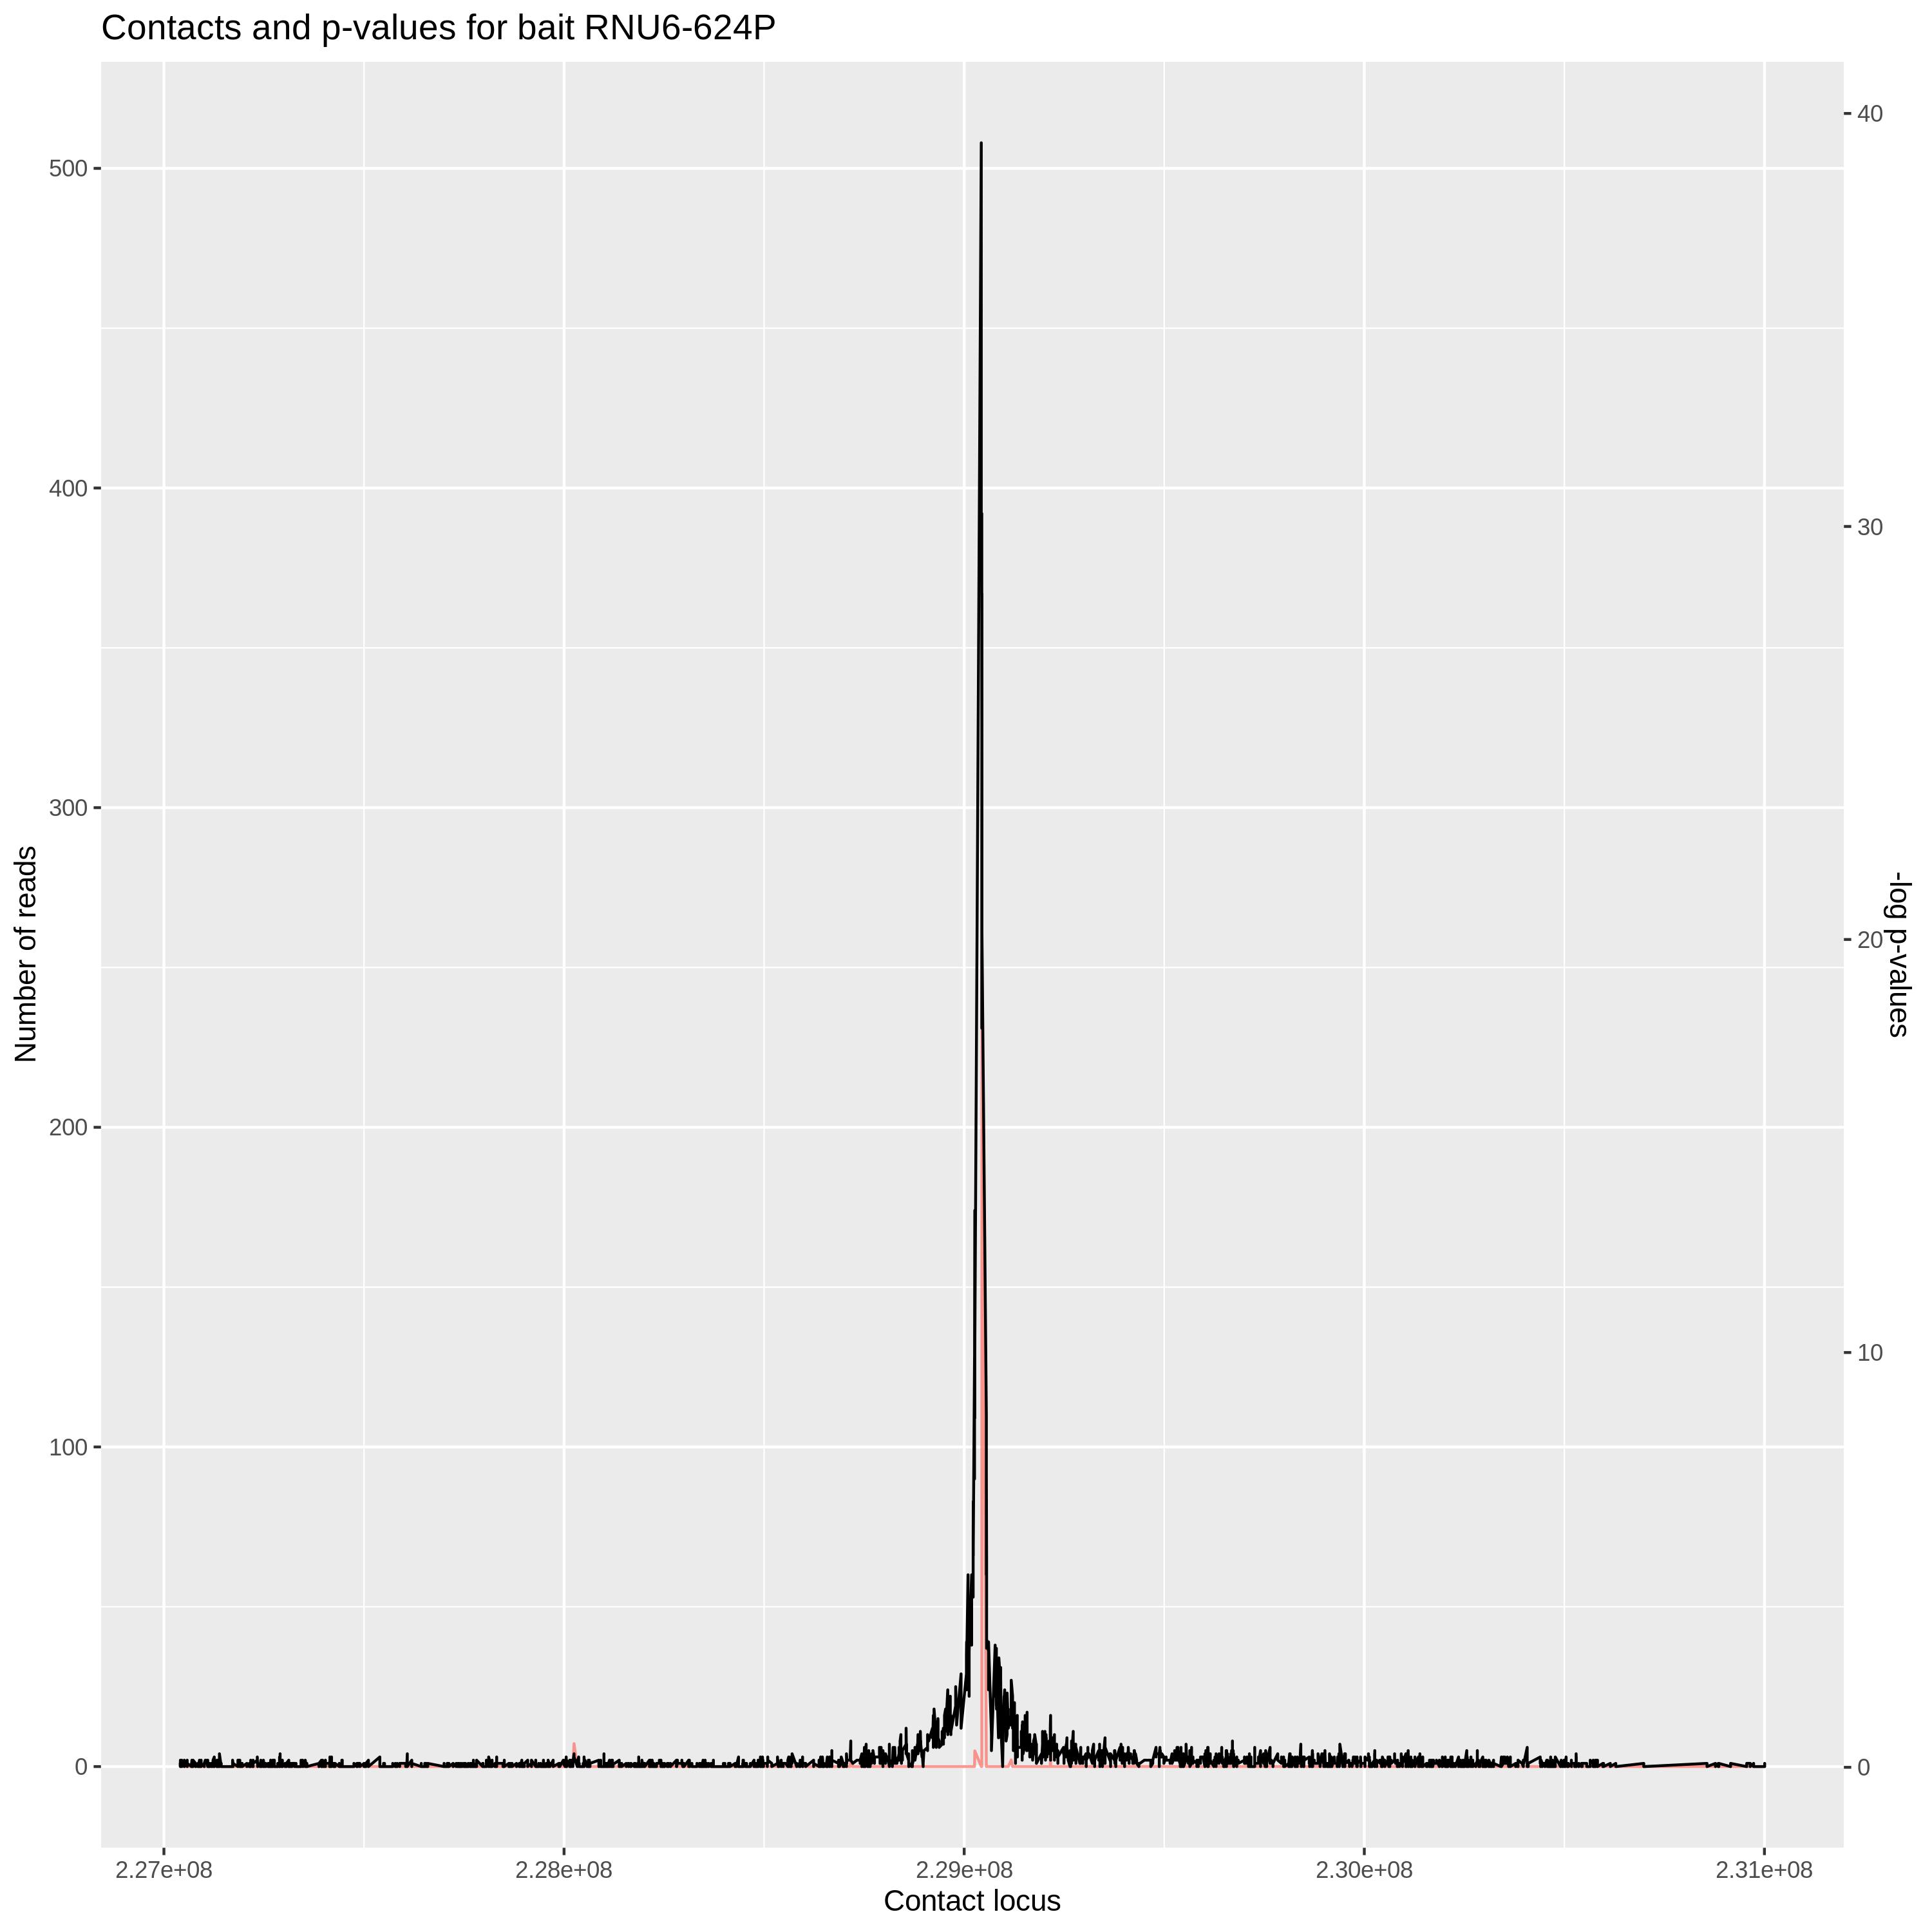 Contacts and p-values for bait RNU6-624P
500
400
300
200
100
0
Number of reads
40
30
20
10
0
-log p-values
2.27e+08
2.28e+08
2.29e+08
2.30e+08
2.31e+08
Contact locus